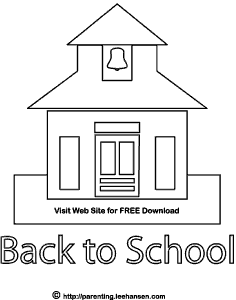 Visit Web Site for FREE Download
Back to School
© http://parenting.leehansen.com